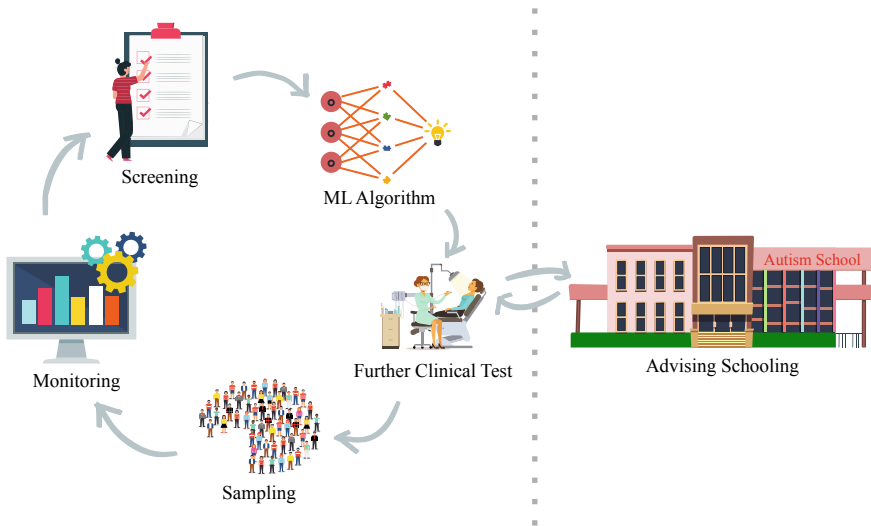 Screening
ML Algorithm
Autism School
Monitoring
Further Clinical Test
Advising Schooling
Sampling